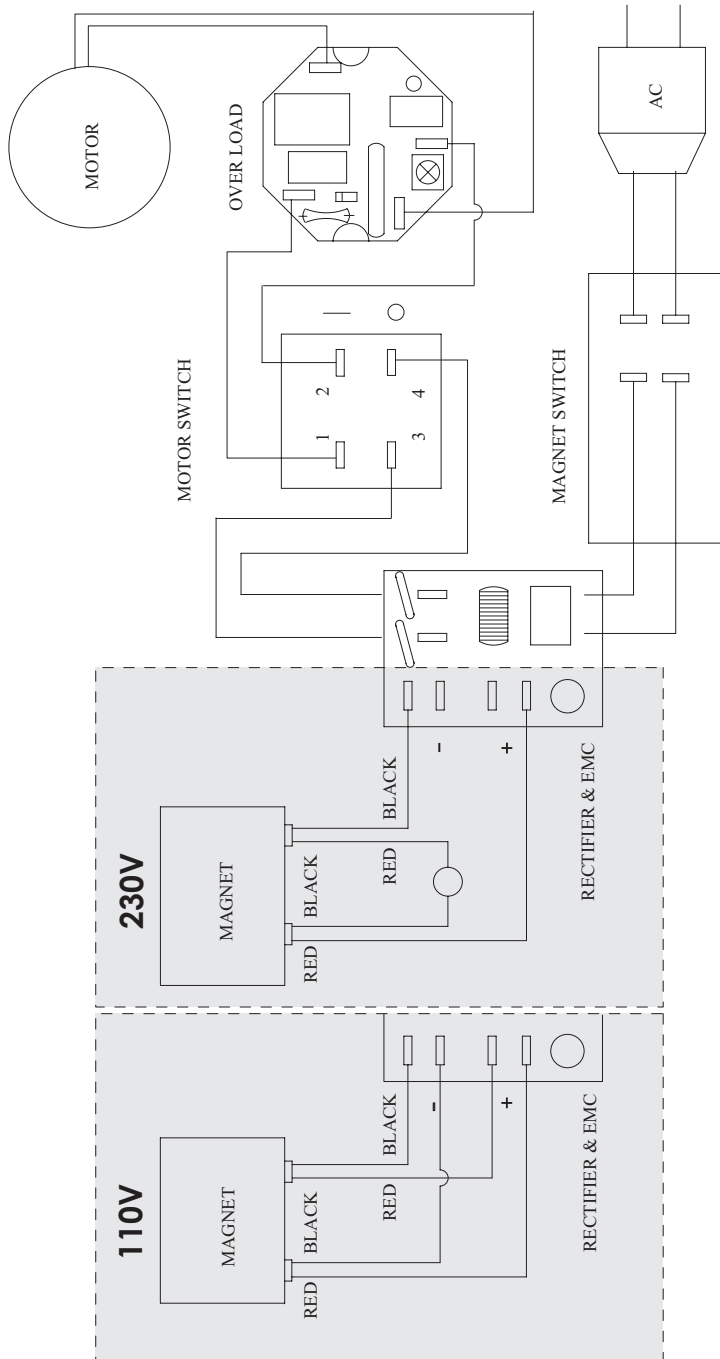 110V
MAGNET
RED
BLACK
RED
BLACK
-
+
RECTIFIER & EMC
230V
MAGNET
RED
BLACK
RED
BLACK
-
+
RECTIFIER & EMC
MOTOR SWITCH
1
2
3
4
MOTOR
OVER LOAD
MAGNET SWITCH
AC